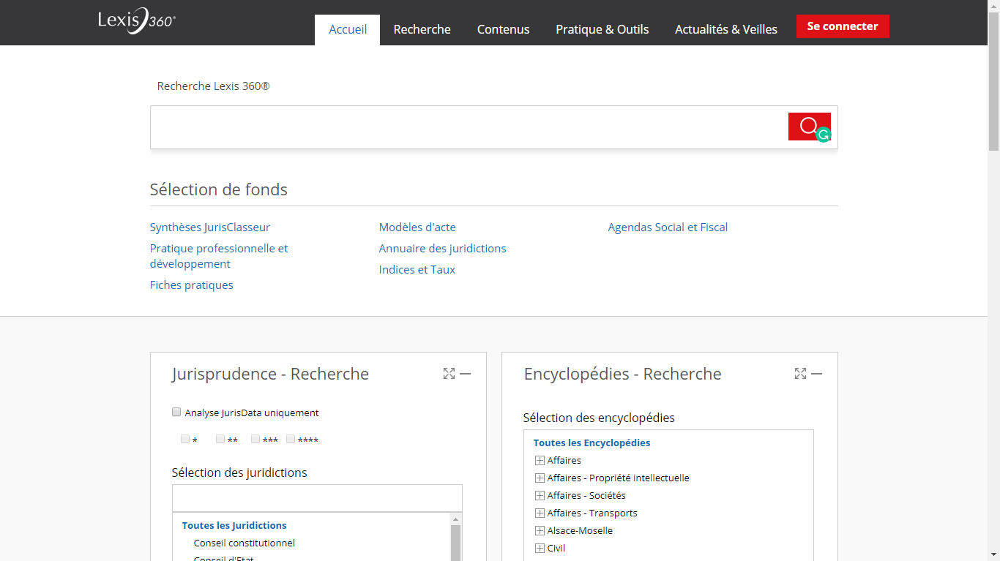 Lexis 360®
Accueil
Recherche
Contenus
Pratique & Outils
Actualités & Veilles
Se connecter
Recherche Lexis 360®
Sélection de fonds
Synthèses JurisClasseur
Pratique professionnelle et
développement
Fiches pratiques
Modèles d'acte
Annuaire des juridictions
Indices et Taux
Agendas Social et Fiscal
Jurisprudence - Recherche
Analyse JurisData uniquement
* ** *** ****
Sélection des juridictions
Toutes les Juridictions
Conseil constitutionnel
Conseil d'Etat
Encyclopédies - Recherche
Sélection des encyclopédies
Toutes les Encyclopédies
Affaires
Affaires - Propriété intellectuelle
Affaires - Sociétés
Affaires - Transports
Alsace-Moselle
Civil